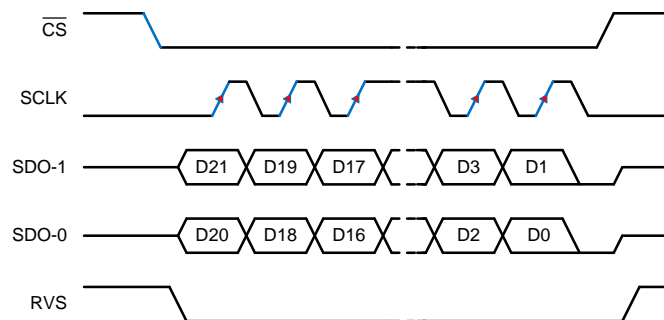 CS
SCLK
SDO-1 D21 D19 D17 D3 D1
SDO-0 D20 D18 D16 D2 D0
RVS